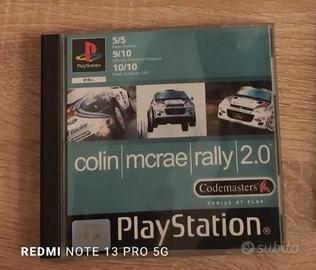 PlayStation
PAL
5/5
9/10
10/10
colin|mcrae|rally|2.0
Codemasters
GENIUS AT PLAY
PlayStation®
REDMI NOTE 13 PRO 5G
subito